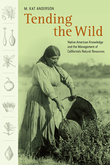 M. KAT ANDERSON
Tending
the Wild
Native American Knowledge
and the Management of
California's Natural Resources